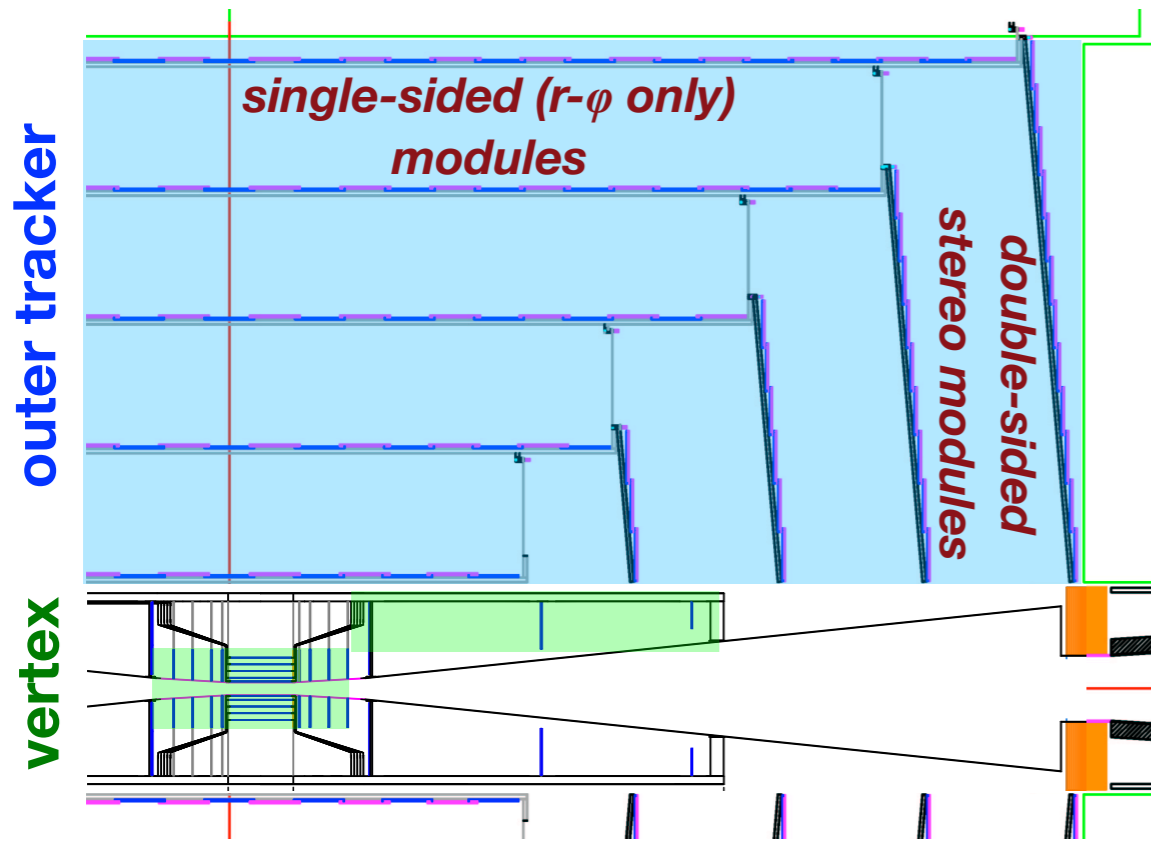 outer tracker
single-sided (r-φ only)
modules
double-sided
stereo modules
vertex